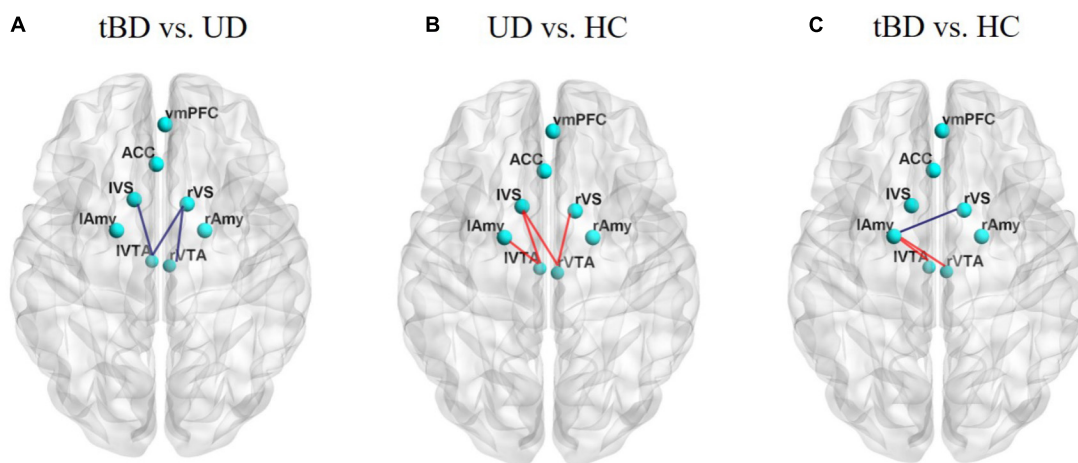 A tBD vs. UD
B UD vs. HC
C tBD vs. HC
vmPFC
ACC
lVS
rVS
lAmy
rAmy
lVTA
rVTA
vmPFC
ACC
lVS
rVS
lAmy
rAmy
lVTA
rVTA
vmPFC
ACC
lVS
rVS
lAmy
rAmy
lVTA
rVTA